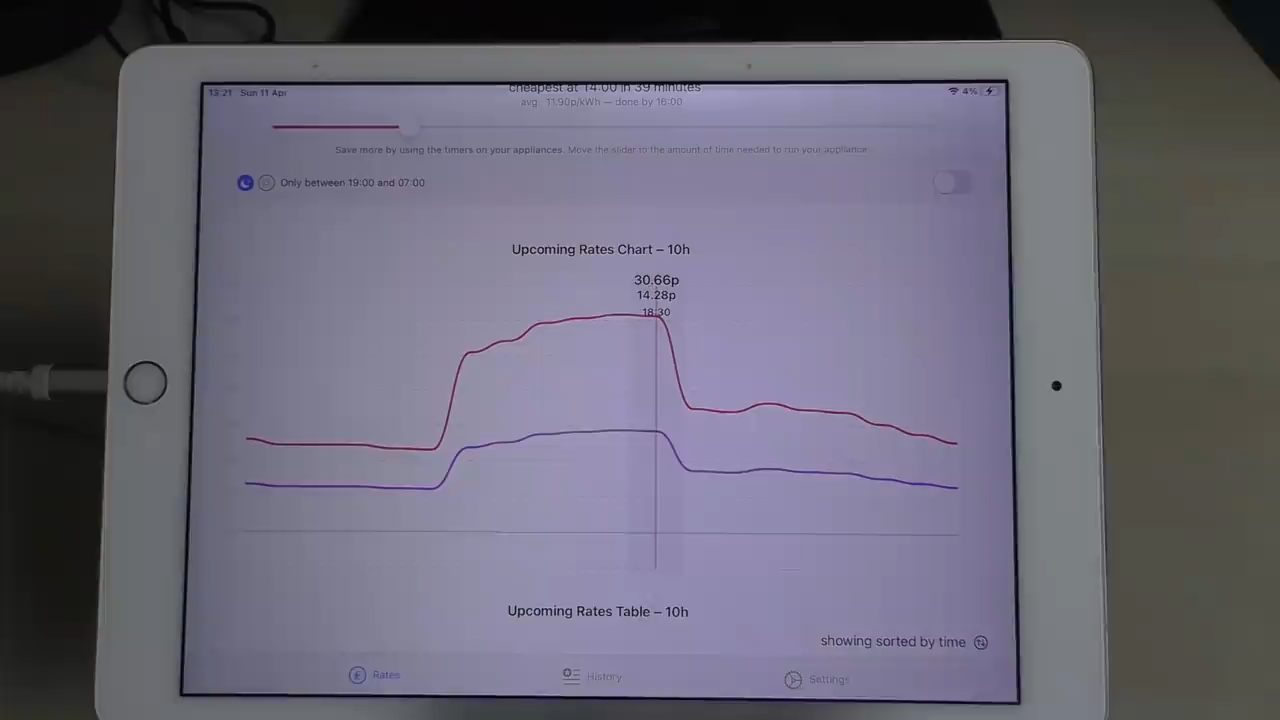 13:21 Sun 11 Apr
4%
cheapest at 14:00 in 39 minutes
avg. 11.90p/kWh — done by 16:00
Save more by using the timers on your appliances. Move the slider to the amount of time needed to run your appliance.
Only between 19:00 and 07:00
Upcoming Rates Chart – 10h
30.66p
14.28p
18:30
Upcoming Rates Table – 10h
showing sorted by time
Rates
History
Settings